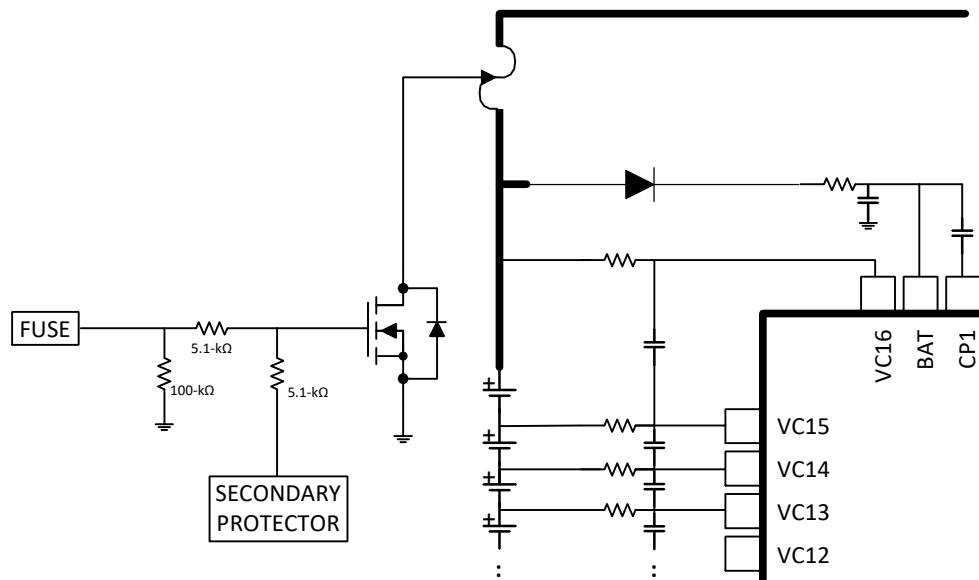 FUSE
5.1-kΩ
100-kΩ
5.1-kΩ
SECONDARY
PROTECTOR
VC16
BAT
CP1
+
VC15
+
VC14
+
VC13
+
VC12